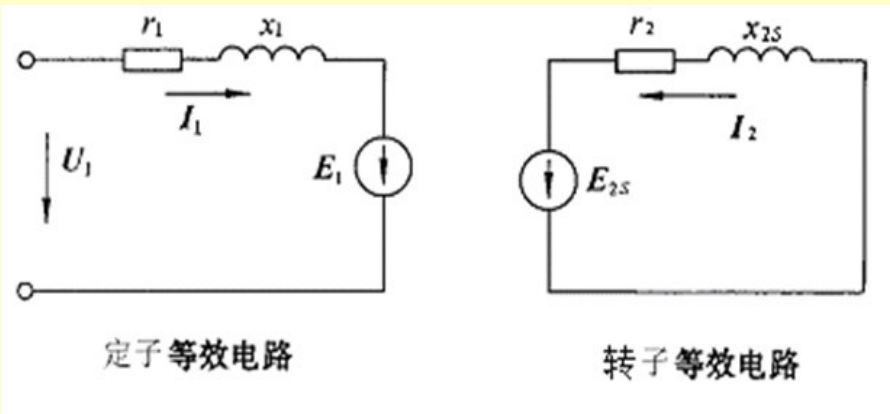 r₁ x₁
I₁
U₁
E₁
定子等效电路
r₂ x₂s
I₂
E₂s
转子等效电路